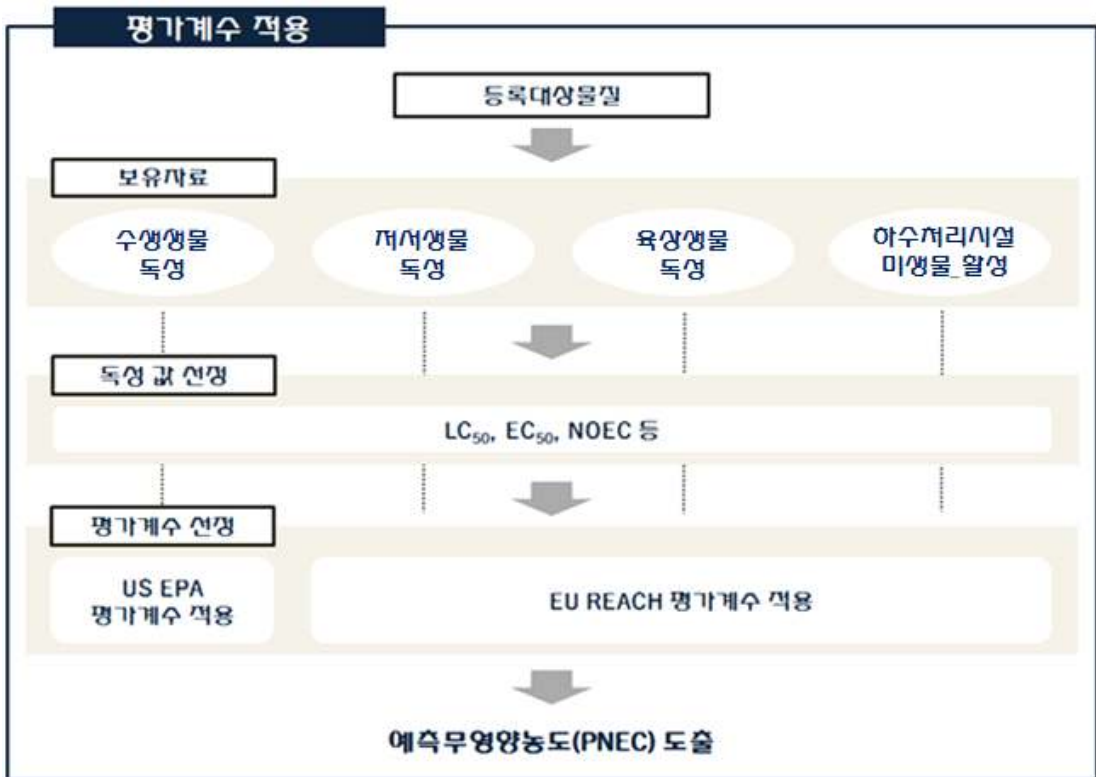 평가계수 적용
등록대상물질
보유자료
수생생물
독성
저서생물
독성
육상생물
독성
하수처리시설
미생물_활성
독성 값 선정
LC₅₀, EC₅₀, NOEC 등
평가계수 선정
US EPA
평가계수 적용
EU REACH 평가계수 적용
예측무영양농도(PNEC) 도출